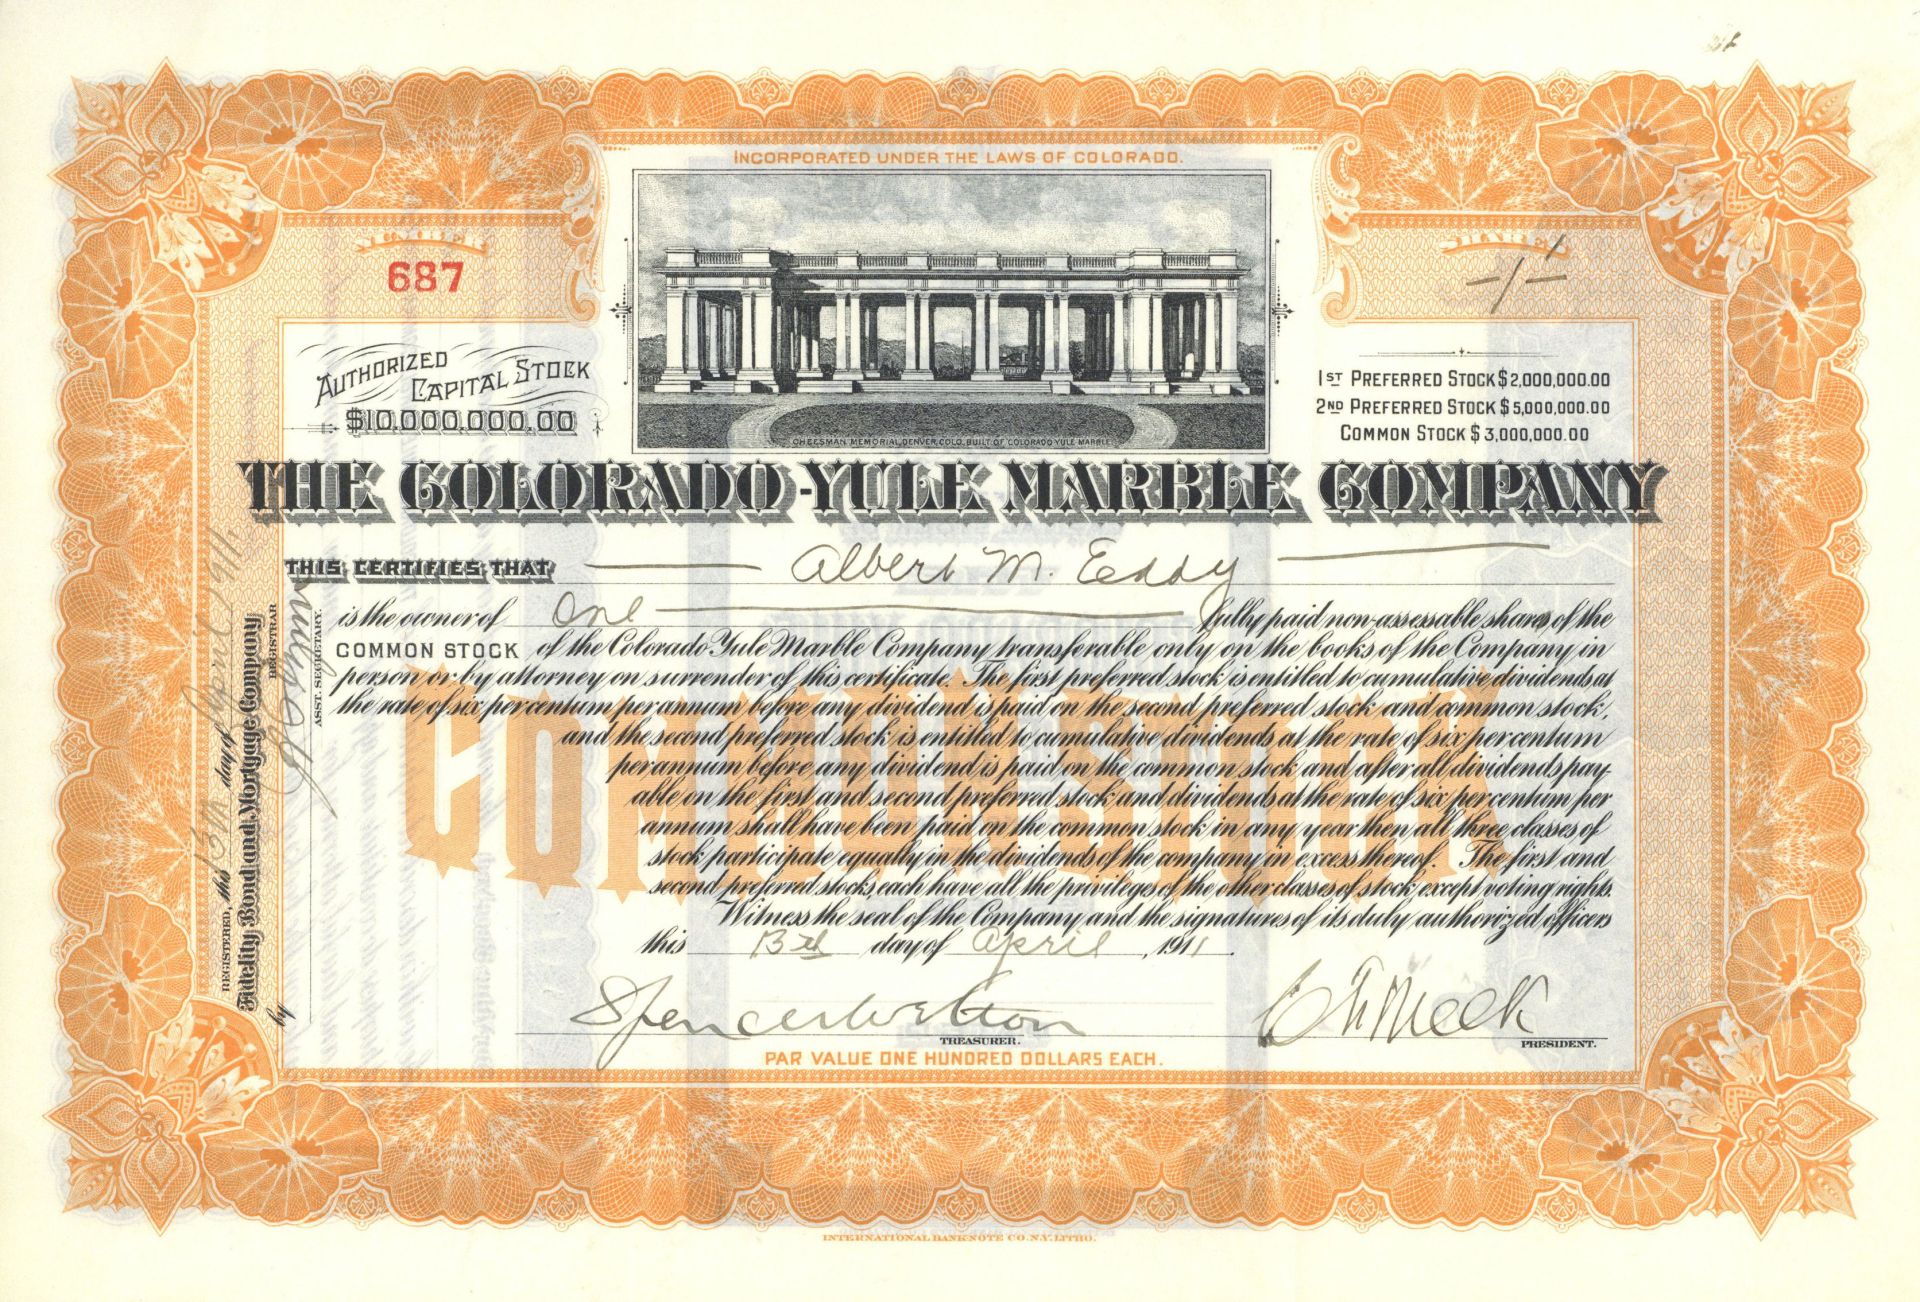 INCORPORATED UNDER THE LAWS OF COLORADO.
NUMBER
687
SHARES
-1-
AUTHORIZED
CAPITAL STOCK
$10,000,000.00
CHEESMAN MEMORIAL, DENVER, COLO. BUILT OF COLORADO YULE MARBLE
1ST PREFERRED STOCK $2,000,000.00
2ND PREFERRED STOCK $5,000,000.00
COMMON STOCK $3,000,000.00
THE COLORADO-YULE MARBLE COMPANY
THIS CERTIFIES THAT Albert M. Eddy
is the owner of One fully paid non-assessable shares of the
COMMON STOCK of the Colorado Yule Marble Company transferable only on the books of the Company in
person or by attorney on surrender of this certificate. The first preferred stock is entitled to cumulative dividends at
the rate of six per centum per annum before any dividend is paid on the second preferred stock and common stock,
and the second preferred stock is entitled to cumulative dividends at the rate of six per centum
per annum before any dividend is paid on the common stock and after all dividends pay-
able on the first and second preferred stock and dividends at the rate of six per centum per
annum shall have been paid on the common stock in any year then all three classes of
stock participate equally in the dividends of the company in excess thereof. The first and
second preferred stocks, each have all the privileges of the other classes of stock except voting rights.
Witness the seal of the Company and the signatures of its duly authorized officers
this 13th day of April, 1911.
COMMON STOCK
TREASURER.
PRESIDENT.
PAR VALUE ONE HUNDRED DOLLARS EACH.
REGISTERED, this 13th day of April 1911.
Fidelity Bond and Mortgage Company
REGISTRAR
by
ASST. SECRETARY.
INTERNATIONAL BANK NOTE CO. N.Y. LITHO.